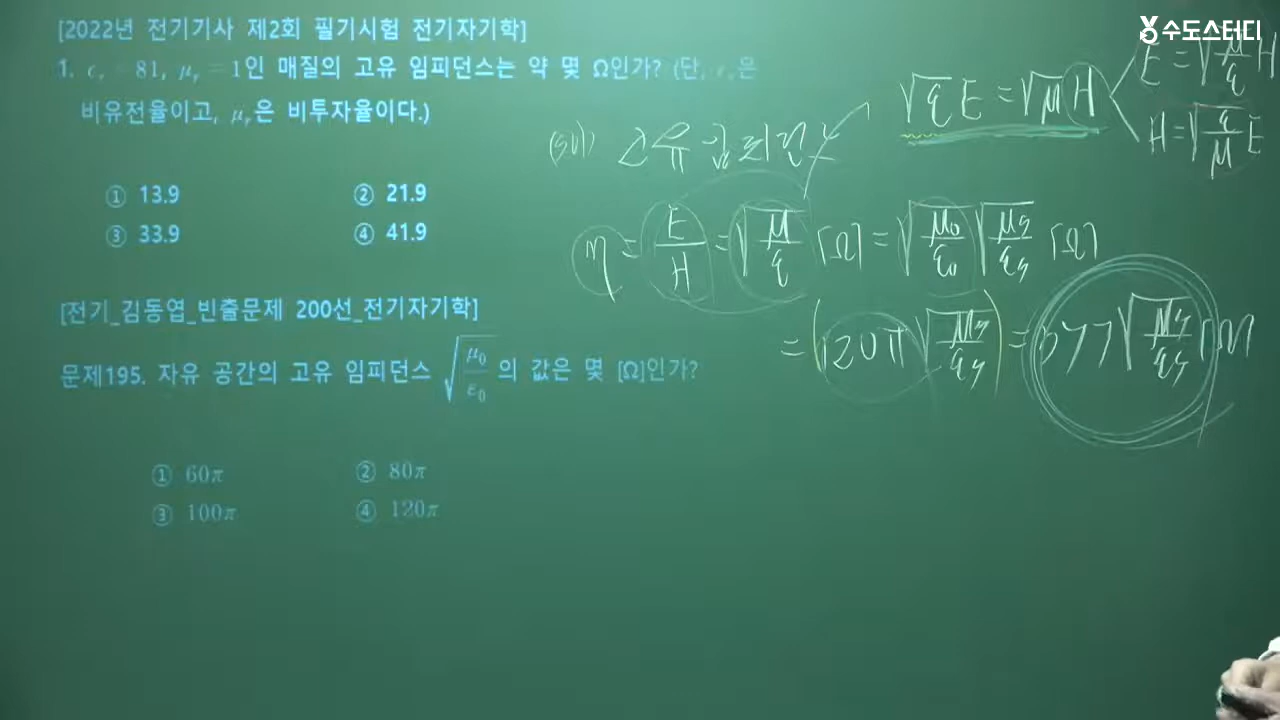 [2022년 전기기사 제2회 필기시험 전기자기학]
1. ε_r = 81, μ_r = 1인 매질의 고유 임피던스는 약 몇 Ω인가? (단, ε_r은
비유전율이고, μ_r은 비투자율이다.)
① 13.9 ② 21.9
③ 33.9 ④ 41.9
[전기_김동엽_빈출문제 200선_전기자기학]
문제195. 자유 공간의 고유 임피던스 √(μ₀/ε₀) 의 값은 몇 [Ω]인가?
① 60π ② 80π
③ 100π ④ 120π
수도스터디
√ε E = √μ H
E = √(μ/ε) H
H = √(ε/μ) E
(sol) 고유임피던스
η = E/H = √(μ/ε) [Ω] = √(μ₀/ε₀) √(μs/εs) [Ω]
= (120π √(μs/εs)) = 377 √(μs/εs) [Ω]